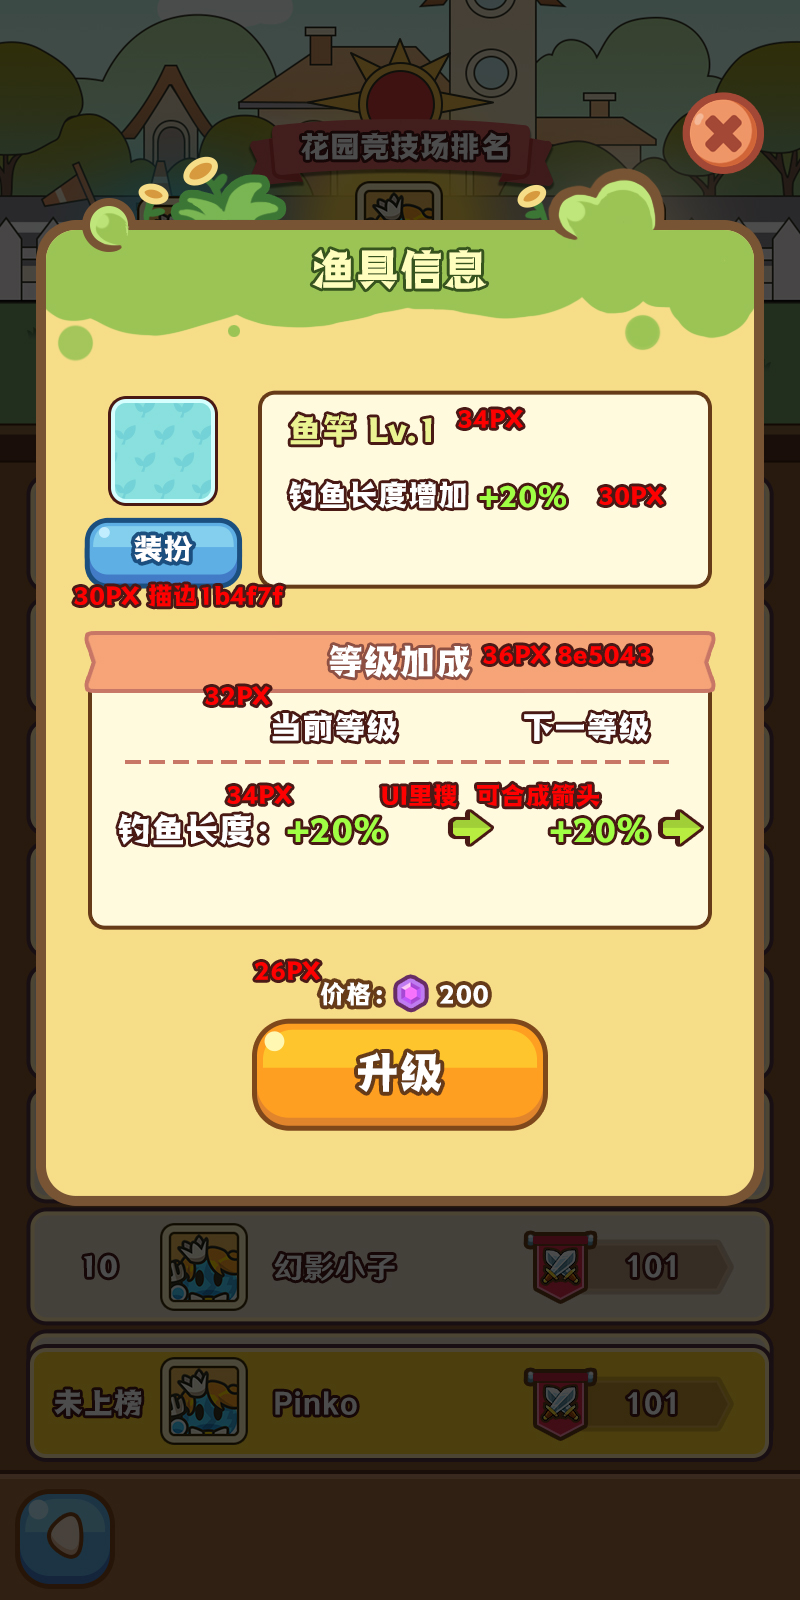 花园竞技场排名
渔具信息
鱼竿 Lv.1 34PX
钓鱼长度增加 +20% 30PX
装扮
30PX 描边1b4f7f
等级加成 36PX 8e5043
32PX
当前等级 下一等级
34PX UI里搜 可合成箭头
钓鱼长度：+20% +20%
26PX
价格：200
升级
10 幻影小子 101
未上榜 Pinko 101